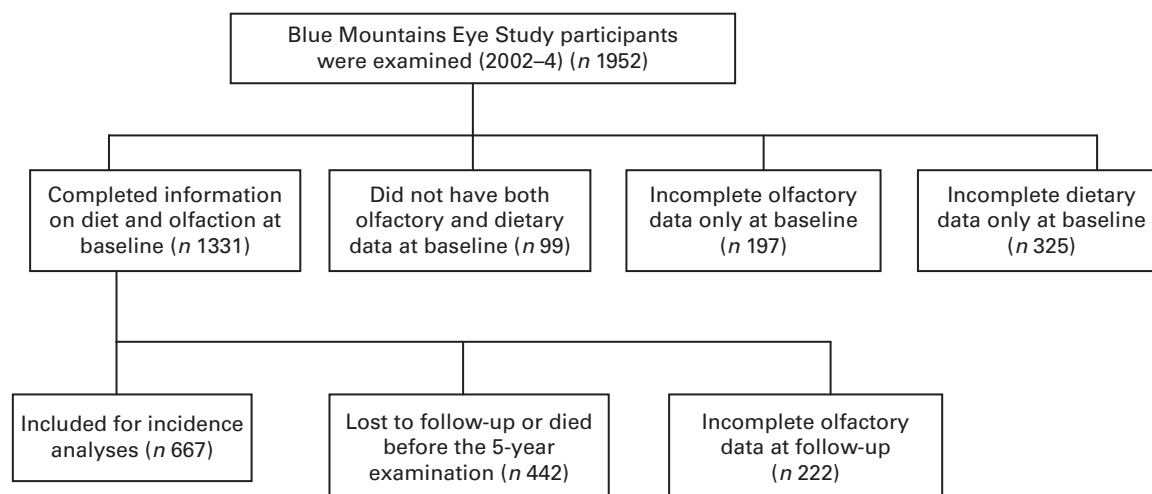 Blue Mountains Eye Study participants
were examined (2002–4) (n 1952)
Completed information
on diet and olfaction at
baseline (n 1331)
Did not have both
olfactory and dietary
data at baseline (n 99)
Incomplete olfactory
data only at baseline
(n 197)
Incomplete dietary
data only at baseline
(n 325)
Included for incidence
analyses (n 667)
Lost to follow-up or died
before the 5-year
examination (n 442)
Incomplete olfactory
data at follow-up
(n 222)